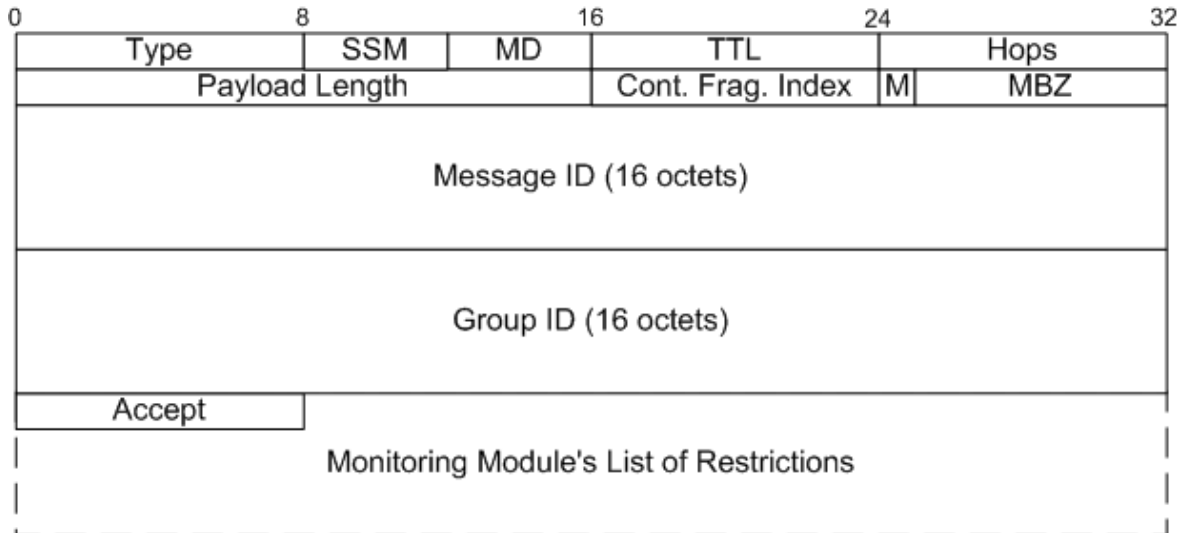 0 8 16 24 32
Type SSM MD TTL Hops
Payload Length Cont. Frag. Index M MBZ
Message ID (16 octets)
Group ID (16 octets)
Accept
Monitoring Module's List of Restrictions